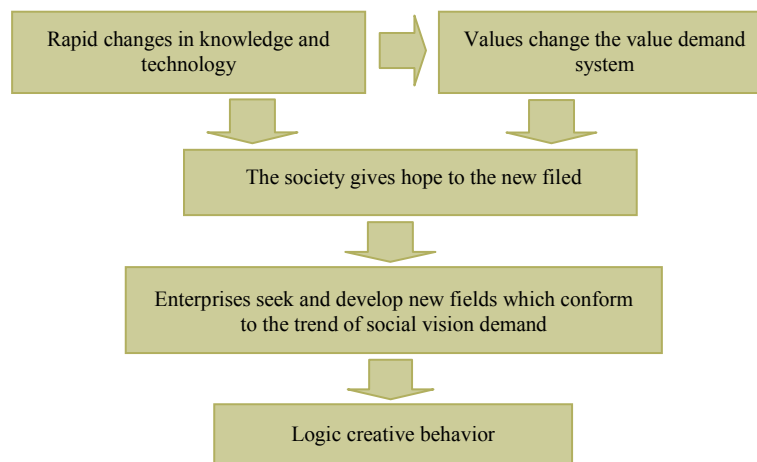 Rapid changes in knowledge and
technology
Values change the value demand
system
The society gives hope to the new filed
Enterprises seek and develop new fields which conform
to the trend of social vision demand
Logic creative behavior